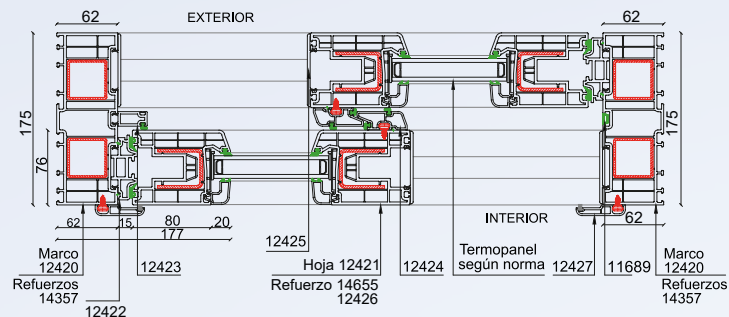 62
EXTERIOR
62
175
76
175
62
15
80
20
177
INTERIOR
62
Marco
12420
Refuerzos
14357
12422
12423
12425
Hoja 12421
Refuerzo 14655
12426
12424
Termopanel
según norma
12427
11689
Marco
12420
Refuerzos
14357